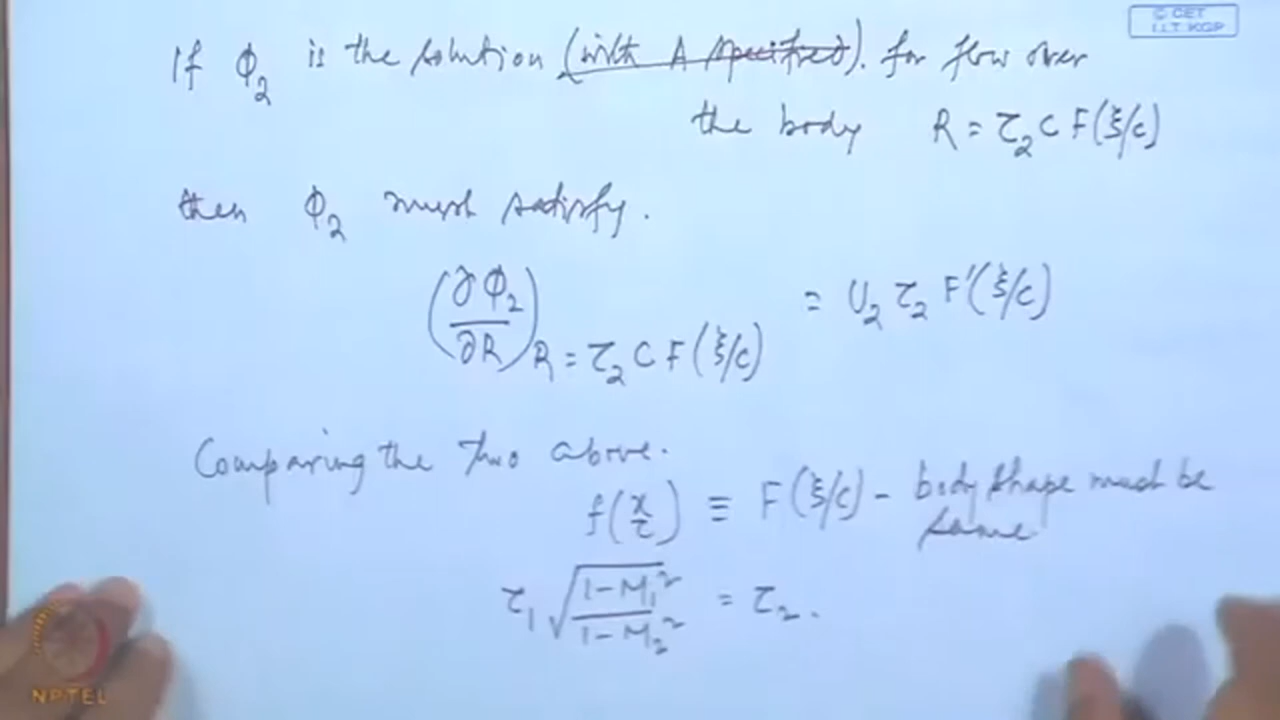 © CET
I.I.T. KGP
If Φ₂ is the solution (with A specified). for flow over
the body R = τ₂ C F(ξ/c)
then Φ₂ must satisfy.
(∂Φ₂/∂R)R = τ₂ C F(ξ/c) = U₂ τ₂ F'(ξ/c)
Comparing the two above.
f(x/τ) ≡ F(ξ/c) - body shape must be
same
τ₁ √(1-M₁²/1-M₂²) = τ₂.
NPTEL